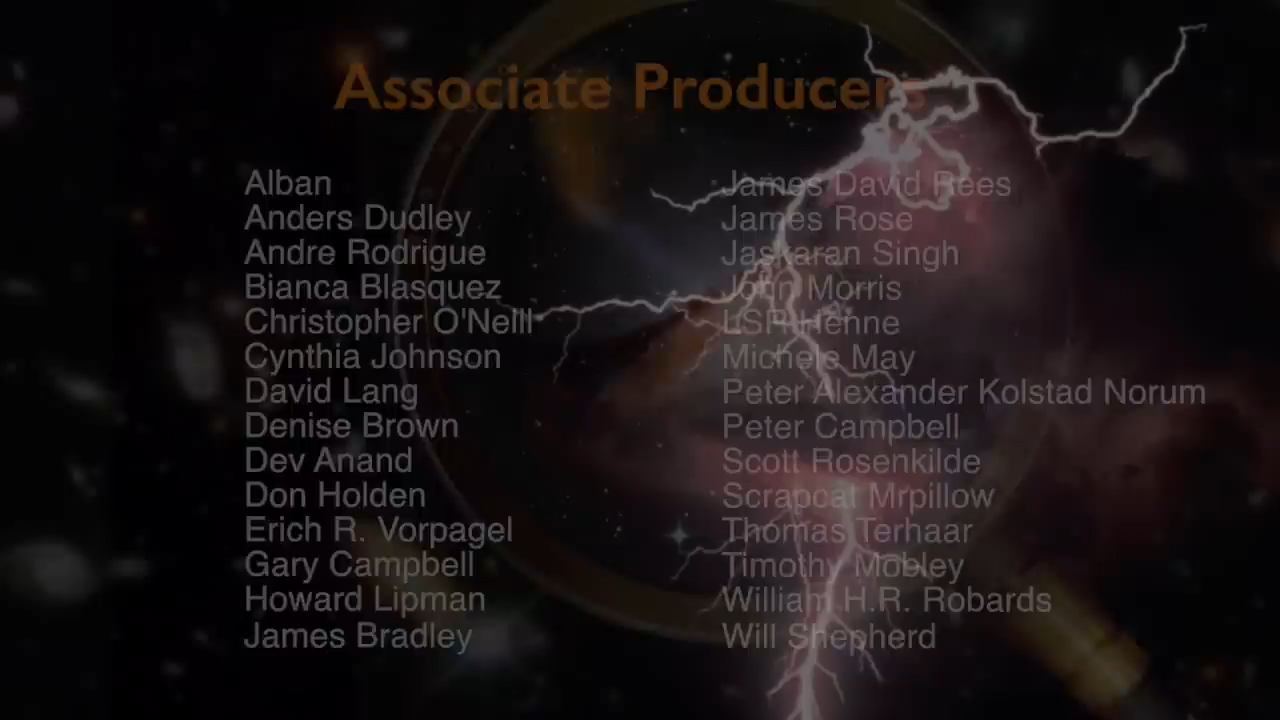 Associate Producers
Alban
Anders Dudley
Andre Rodrigue
Bianca Blasquez
Christopher O'Neill
Cynthia Johnson
David Lang
Denise Brown
Dev Anand
Don Holden
Erich R. Vorpagel
Gary Campbell
Howard Lipman
James Bradley
James David Rees
James Rose
Jaskaran Singh
John Morris
Henne
Michele May
Peter Alexander Kolstad Norum
Peter Campbell
Scott Rosenkilde
Scrapcat Mrpillow
Thomas Terhaar
Timothy Mobley
William H.R. Robards
Will Shepherd